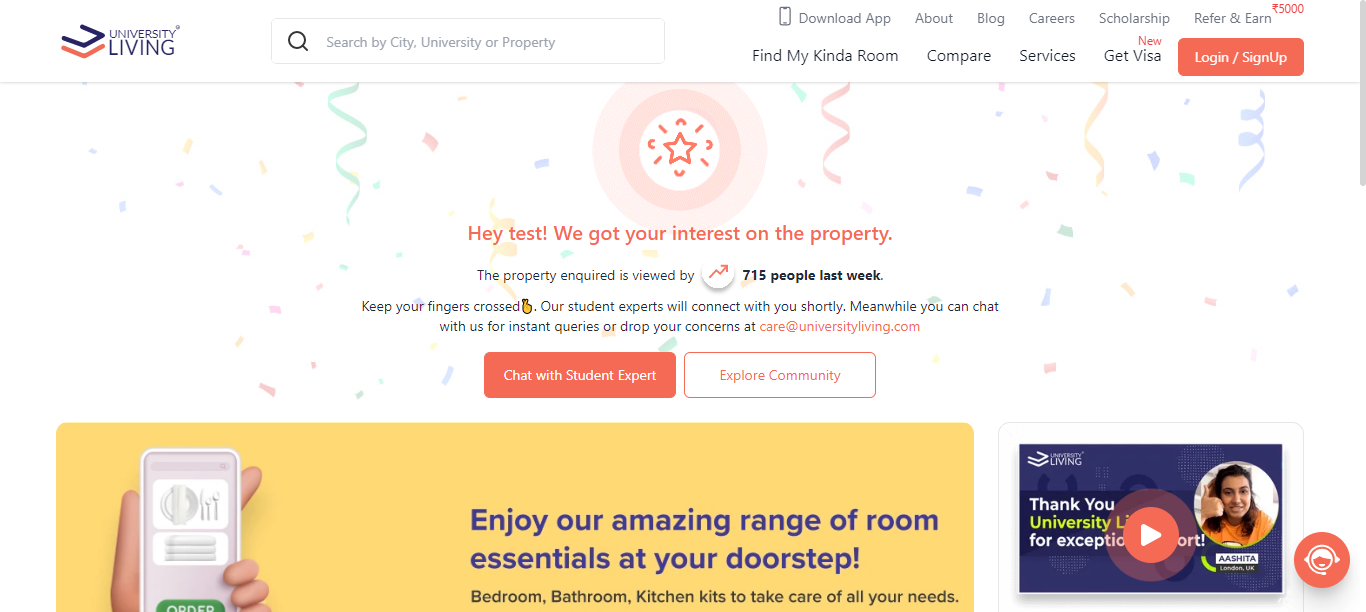 ₹5000
Download App About Blog Careers Scholarship Refer & Earn
UNIVERSITY
LIVING
Search by City, University or Property
New
Find My Kinda Room Compare Services Get Visa Login / SignUp
Hey test! We got your interest on the property.
The property enquired is viewed by 715 people last week.
Keep your fingers crossed🤞. Our student experts will connect with you shortly. Meanwhile you can chat
with us for instant queries or drop your concerns at care@universityliving.com
Chat with Student Expert Explore Community
Enjoy our amazing range of room
essentials at your doorstep!
Bedroom, Bathroom, Kitchen kits to take care of all your needs.
ORDER
UNIVERSITY
LIVING
Thank You
University Li
for exception ort!
AASHITA
London, UK